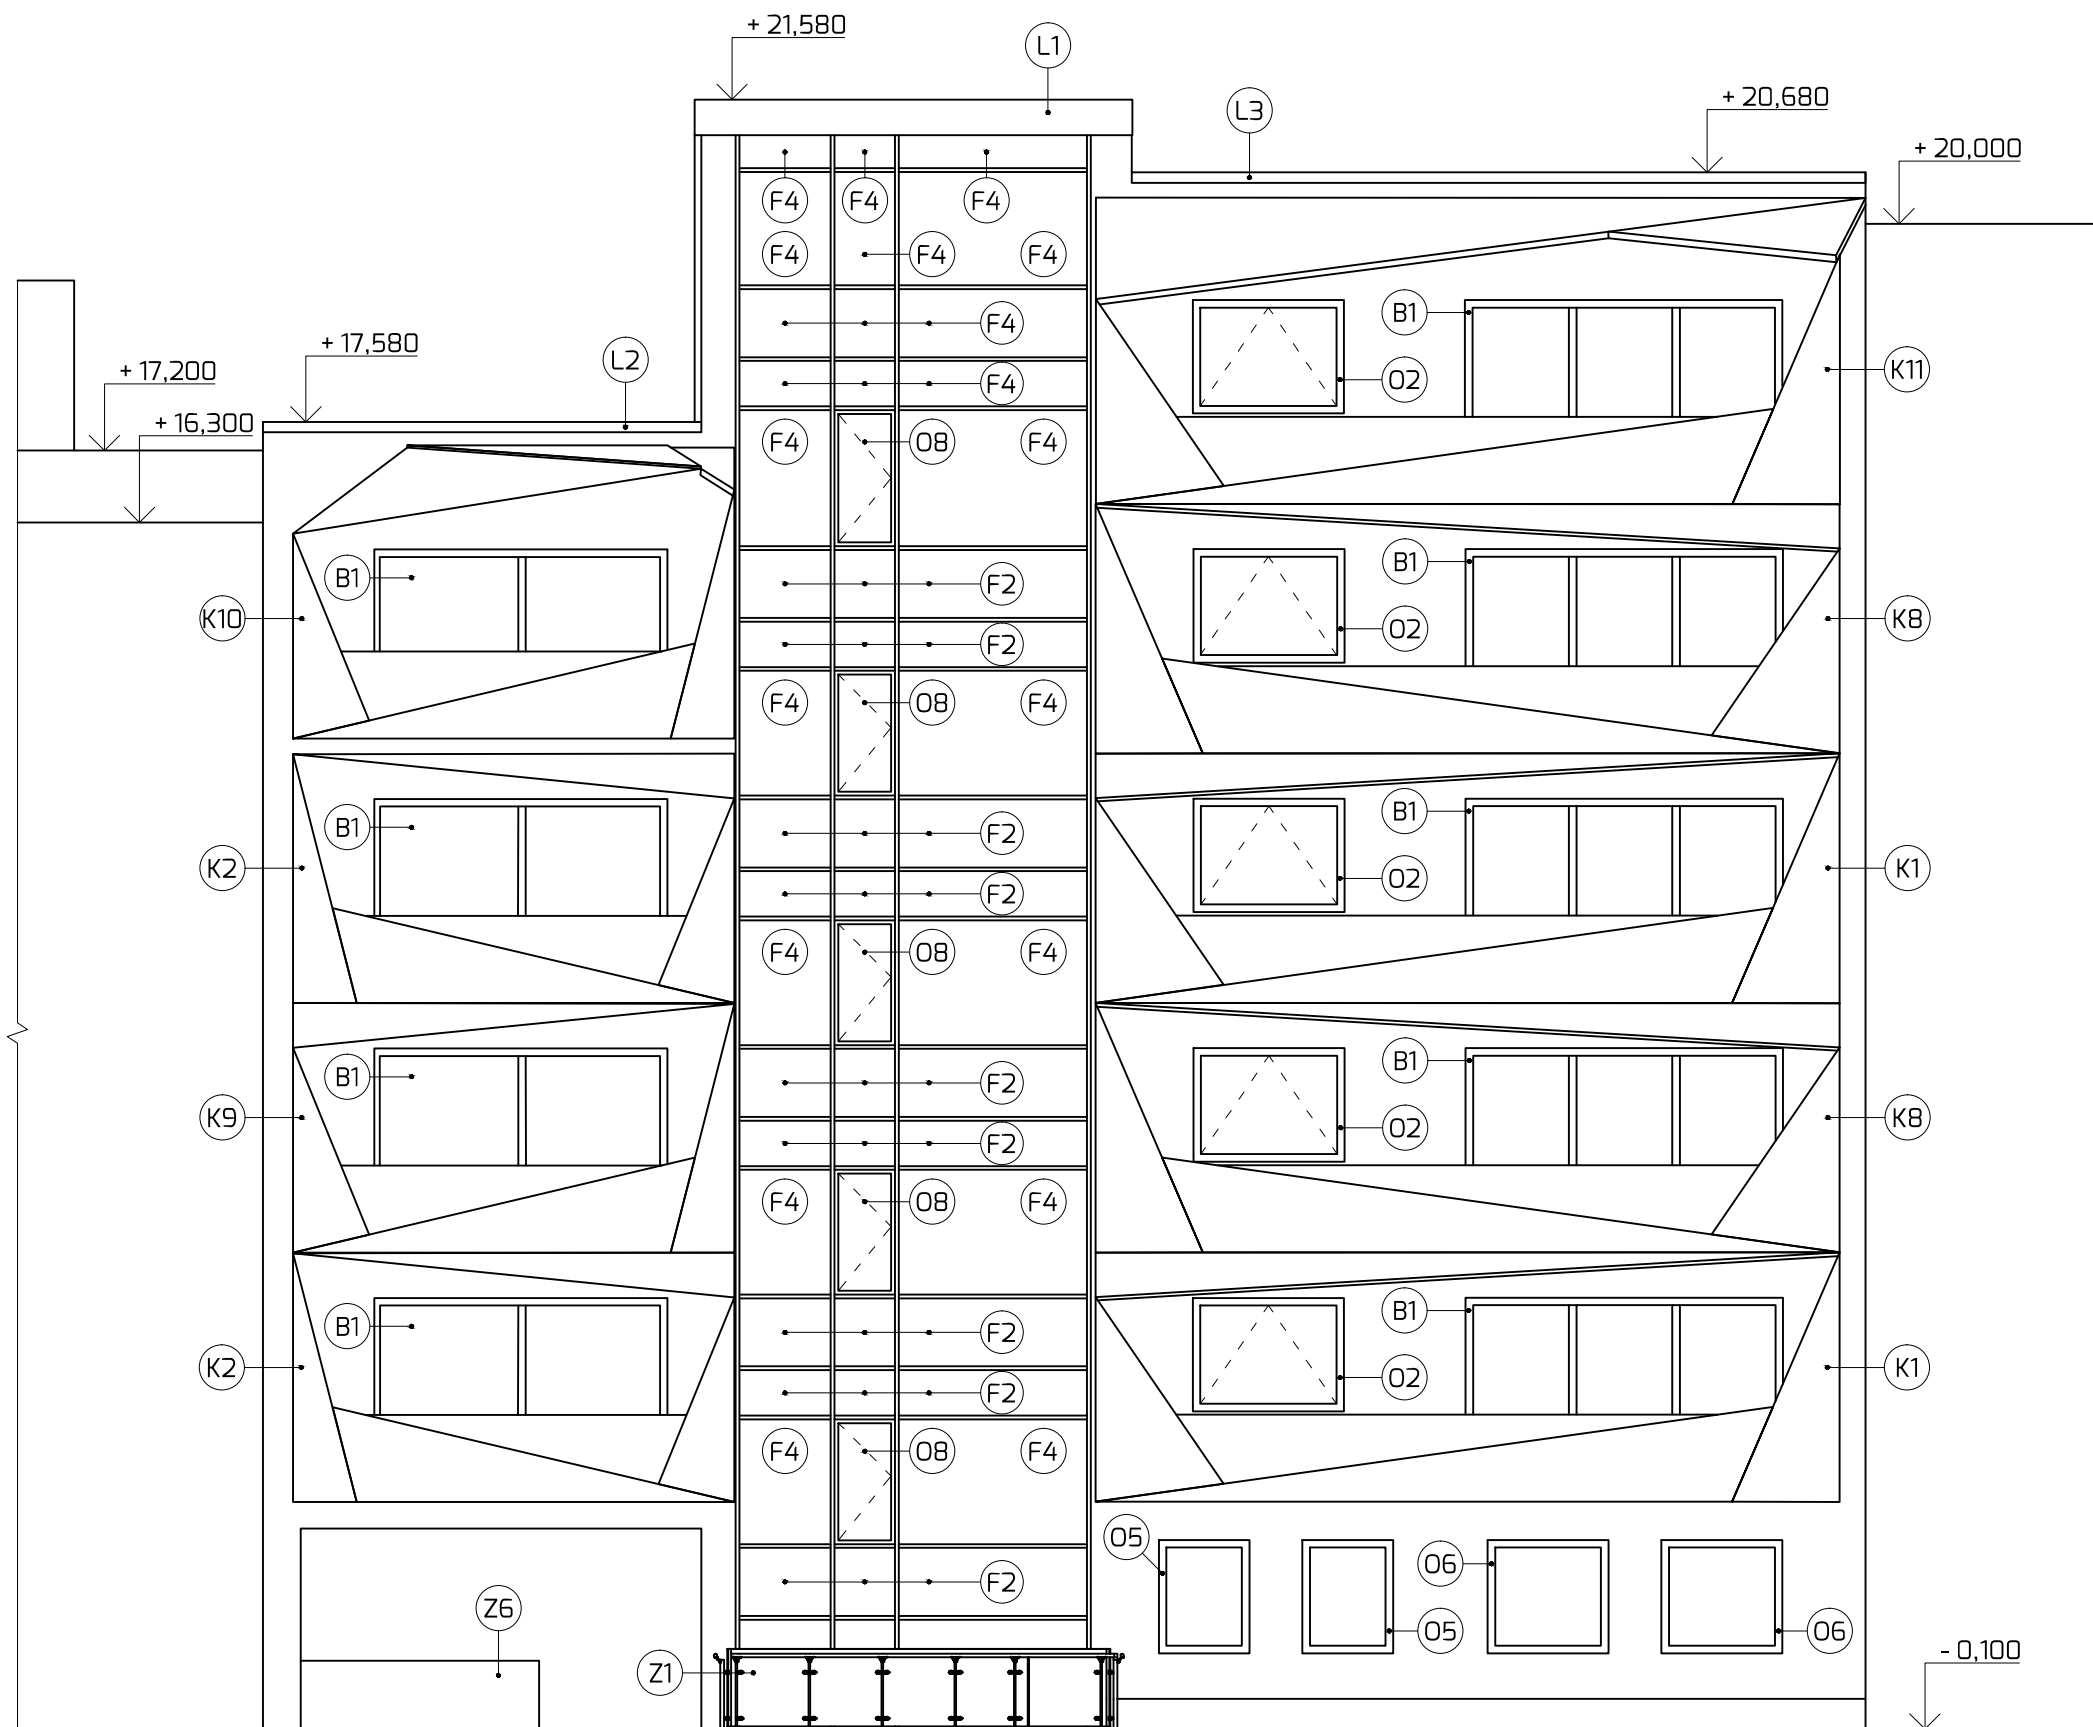 + 21,580
L1
+ 20,680
L3
+ 20,000
F4 F4 F4
F4 F4 F4
F4
B1
+ 17,580
L2
+ 17,200
K11
F4
O2
+ 16,300
F4 O8 F4
B1
B1
F2
K10
K8
O2
F2
F4 O8 F4
B1
B1
F2
K2
K1
O2
F2
F4 O8 F4
B1
B1
F2
K9
K8
O2
F2
F4 O8 F4
B1
B1
F2
K2
K1
O2
F2
F4 O8 F4
O5
O6
F2
Z6
O5
O6
- 0,100
Z1